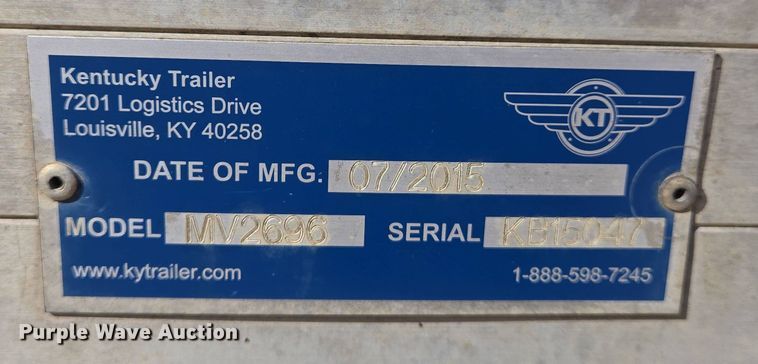 Kentucky Trailer
7201 Logistics Drive
Louisville, KY 40258
KT
DATE OF MFG. 07/2015
MODEL MV2696 SERIAL KB15047
www.kytrailer.com 1-888-598-7245
Purple Wave Auction